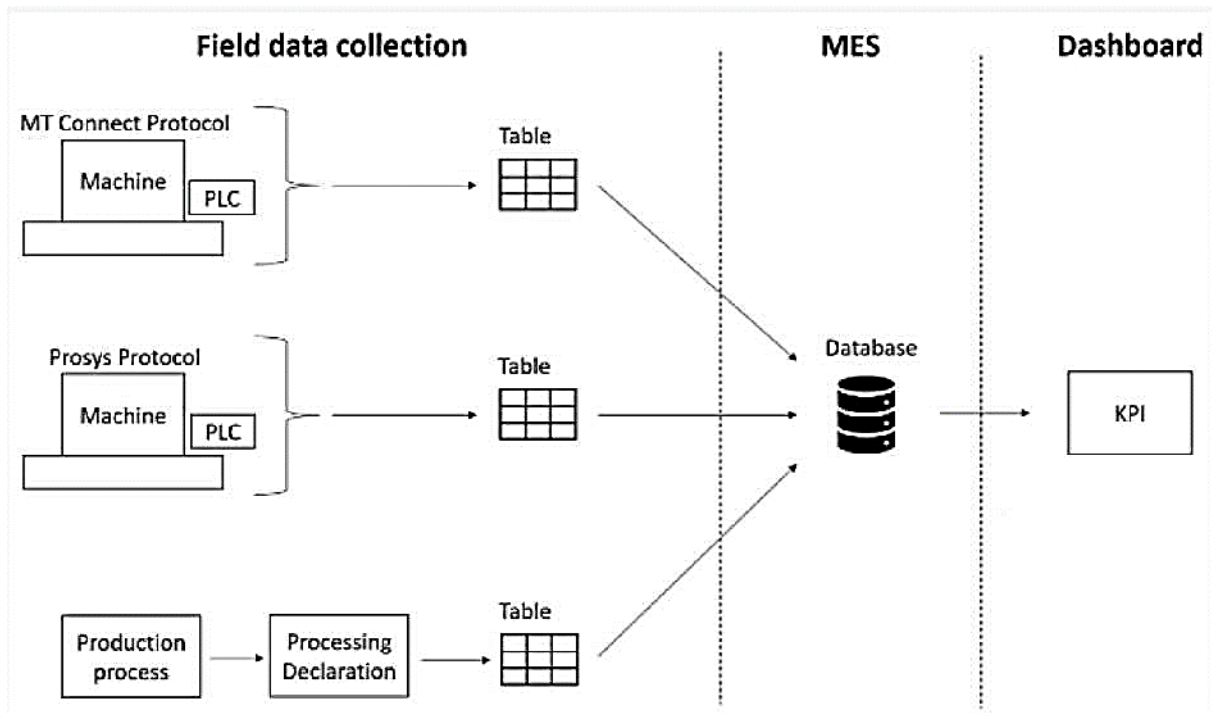 Field data collection
MES
Dashboard
MT Connect Protocol
Machine
PLC
Table
Prosys Protocol
Machine
PLC
Table
Database
KPI
Production
process
Processing
Declaration
Table